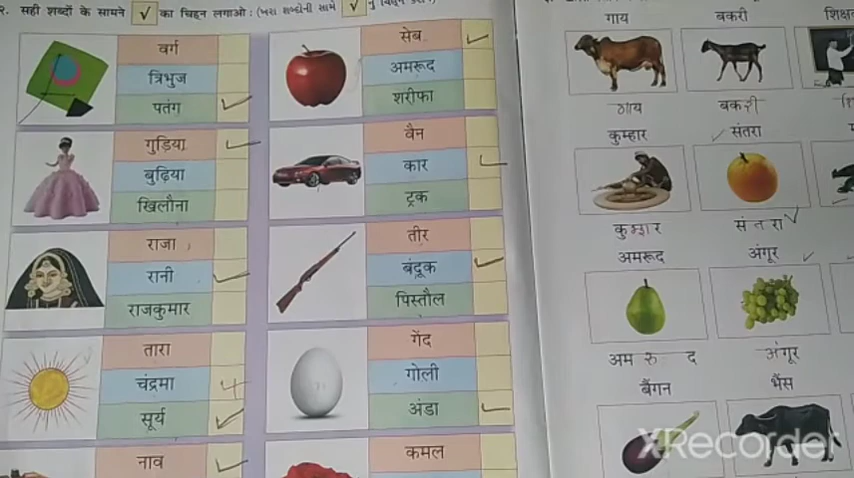 २. सही शब्दों के सामने ✓ का चिह्न लगाओ :
वर्ग
त्रिभुज
पतंग ✓
सेब ✓
अमरूद
शरीफा
गुड़िया ✓
बुढ़िया
खिलौना
वैन
कार ✓
ट्रक
राजा
रानी ✓
राजकुमार
तीर
बंदूक ✓
पिस्तौल
तारा
चंद्रमा
सूर्य ✓
गेंद
गोली
अंडा ✓
नाव ✓
कमल
गाय बकरी
गाय बकरी
कुम्हार ✓ संतरा
कुम्हार संतरा ✓
अमरूद अंगूर ✓
अमरुद अंगूर
बैंगन भैंस
XRecorder